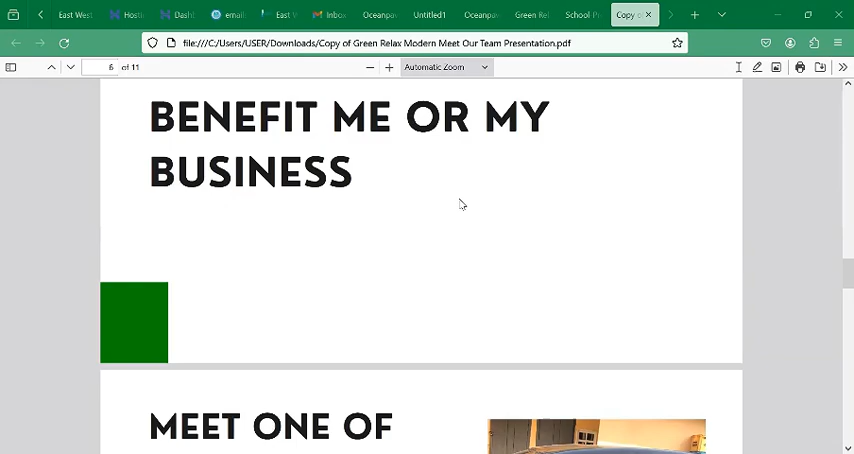 East West
Hosti
Dashl
email
East V
Inbox
Oceanpa
Untitled1
Oceanpa
Green Rel
School Pr
Copy o
file:///C:/Users/USER/Downloads/Copy of Green Relax Modern Meet Our Team Presentation.pdf
6 of 11
Automatic Zoom
BENEFIT ME OR MY
BUSINESS
MEET ONE OF